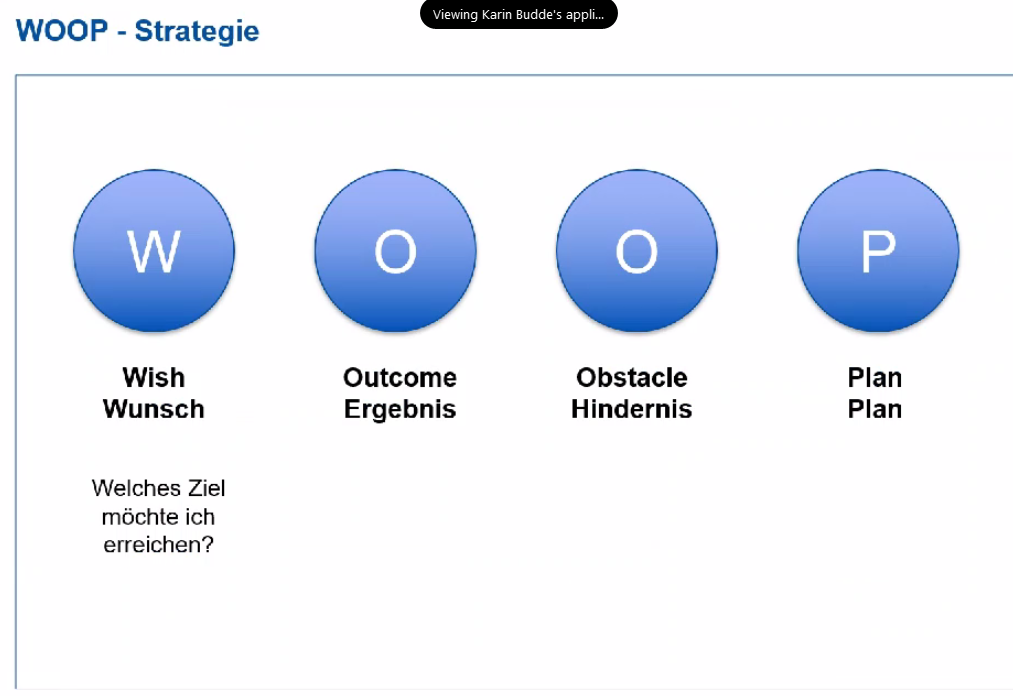 Viewing Karin Budde's appli...
WOOP - Strategie
W
O
O
P
Wish
Wunsch
Outcome
Ergebnis
Obstacle
Hindernis
Plan
Plan
Welches Ziel
möchte ich
erreichen?